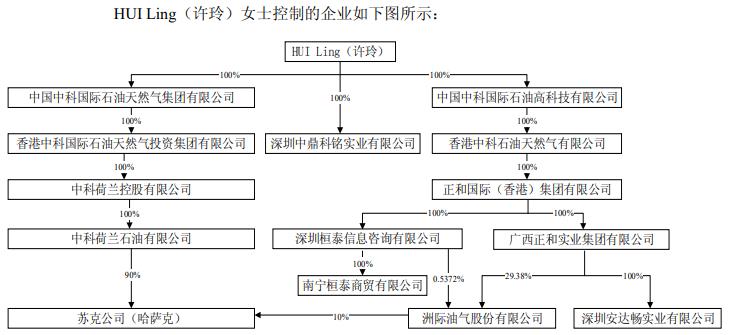 HUI Ling（许玲）女士控制的企业如下图所示：
HUI Ling（许玲）
100%
100%
100%
中国中科国际石油天然气集团有限公司
中国中科国际石油高科技有限公司
100%
100%
香港中科国际石油天然气投资集团有限公司
深圳中鼎科铭实业有限公司
香港中科石油天然气有限公司
100%
100%
中科荷兰控股有限公司
正和国际（香港）集团有限公司
100%
100%
100%
中科荷兰石油有限公司
深圳桓泰信息咨询有限公司
广西正和实业集团有限公司
90%
100%
0.5372%
29.38%
100%
南宁桓泰商贸有限公司
苏克公司（哈萨克）
10%
洲际油气股份有限公司
深圳安达畅实业有限公司